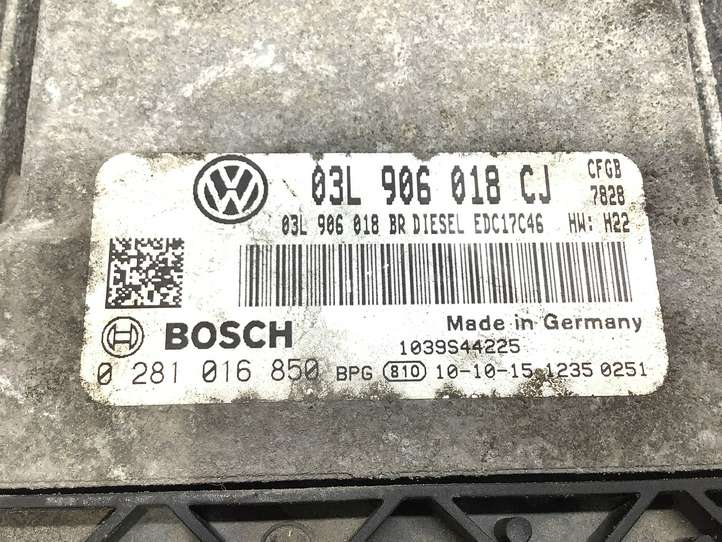 03L 906 018 CJ CFGB
7828
03L 906 018 BR DIESEL EDC17C46 HW: H22
BOSCH Made in Germany
1039S44225
0 281 016 850 BPG 810 10-10-15 1235 0251